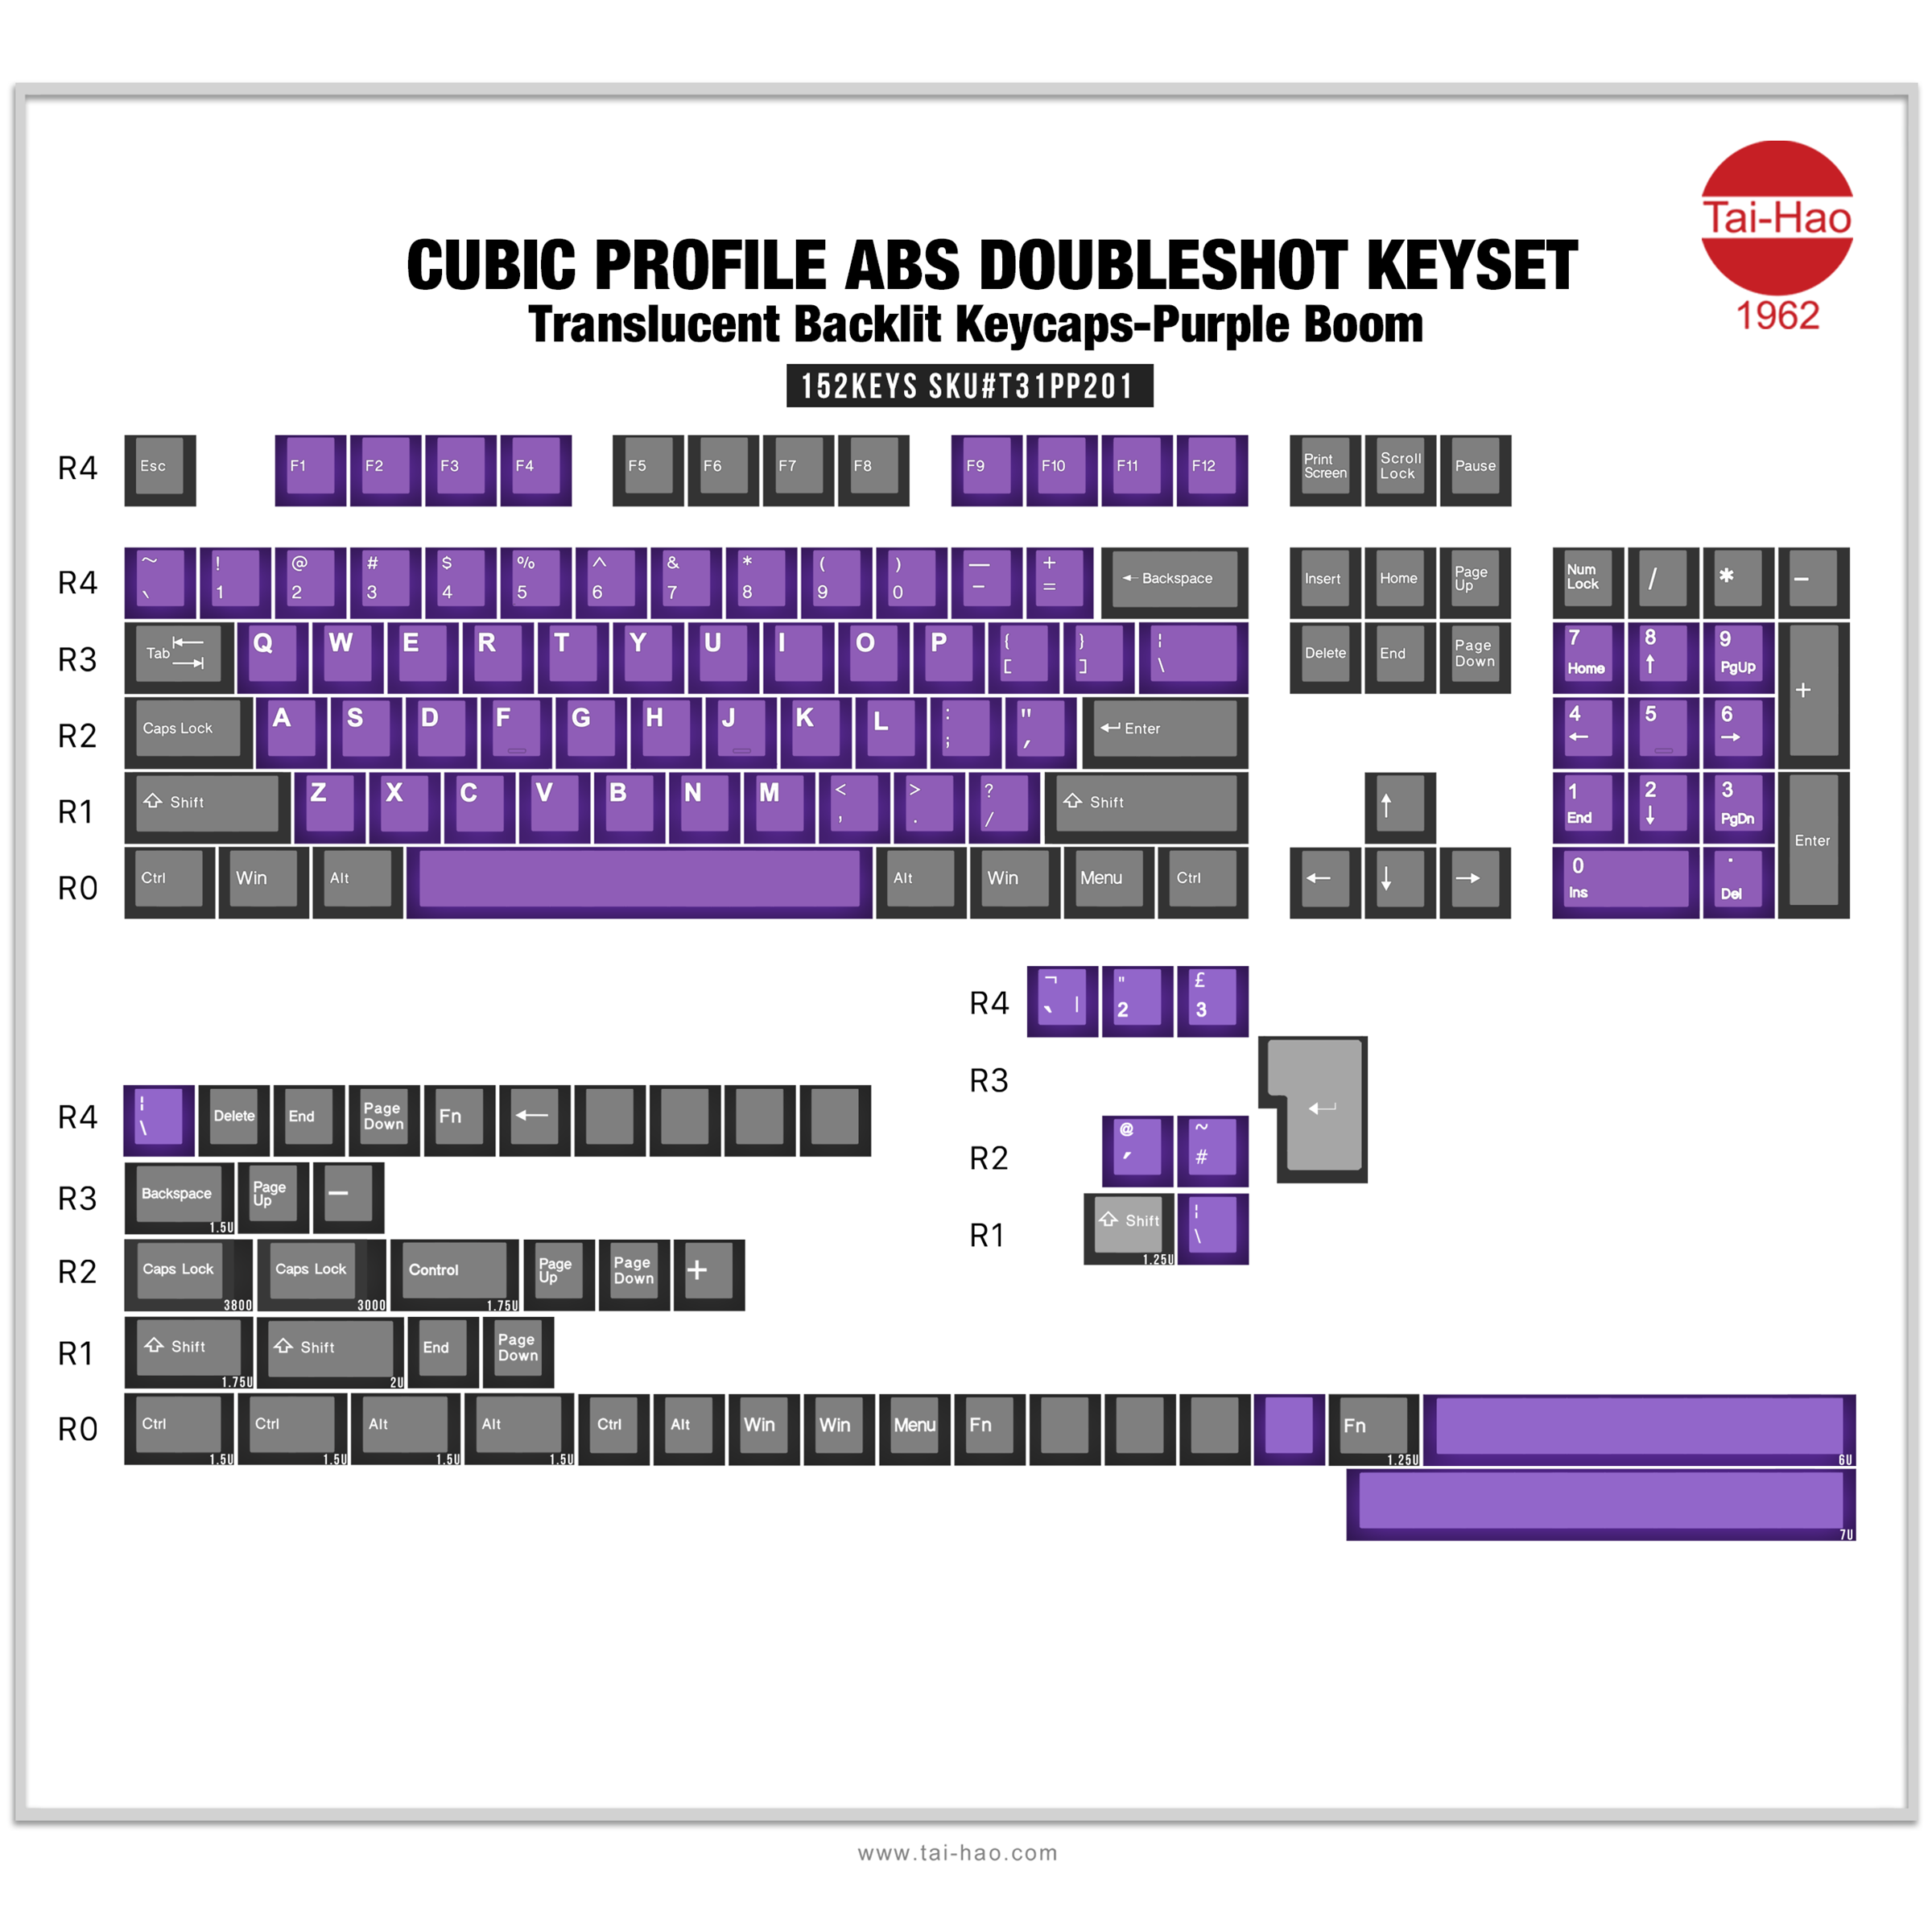 Tai-Hao
1962
CUBIC PROFILE ABS DOUBLESHOT KEYSET
Translucent Backlit Keycaps-Purple Boom
152KEYS SKU#T31PP201
R4 Esc F1 F2 F3 F4 F5 F6 F7 F8 F9 F10 F11 F12 Print Screen Scroll Lock Pause
R4 ~ ` ! 1 @ 2 # 3 $ 4 % 5 ^ 6 & 7 * 8 ( 9 ) 0 — - + = ← Backspace Insert Home Page Up Num Lock / * -
R3 Tab Q W E R T Y U I O P { [ } ] ¦ \ Delete End Page Down 7 Home 8 ↑ 9 PgUp +
R2 Caps Lock A S D F G H J K L : ; " ' ↵ Enter 4 ← 5 6 →
R1 ⇧ Shift Z X C V B N M < , > . ? / ⇧ Shift ↑ 1 End 2 ↓ 3 PgDn Enter
R0 Ctrl Win Alt Alt Win Menu Ctrl ← ↓ → 0 Ins . Del
R4 ¬ ` | " 2 £ 3
R3 ↵
R2 @ ' ~ #
R1 ⇧ Shift 1.25U ¦ \
R4 ¦ \ Delete End Page Down Fn ←
R3 Backspace 1.5U Page Up —
R2 Caps Lock 3800 Caps Lock 3000 Control 1.75U Page Up Page Down +
R1 ⇧ Shift 1.75U ⇧ Shift 2U End Page Down
R0 Ctrl 1.5U Ctrl 1.5U Alt 1.5U Alt 1.5U Ctrl Alt Win Win Menu Fn Fn 1.25U 6U
7U
www.tai-hao.com